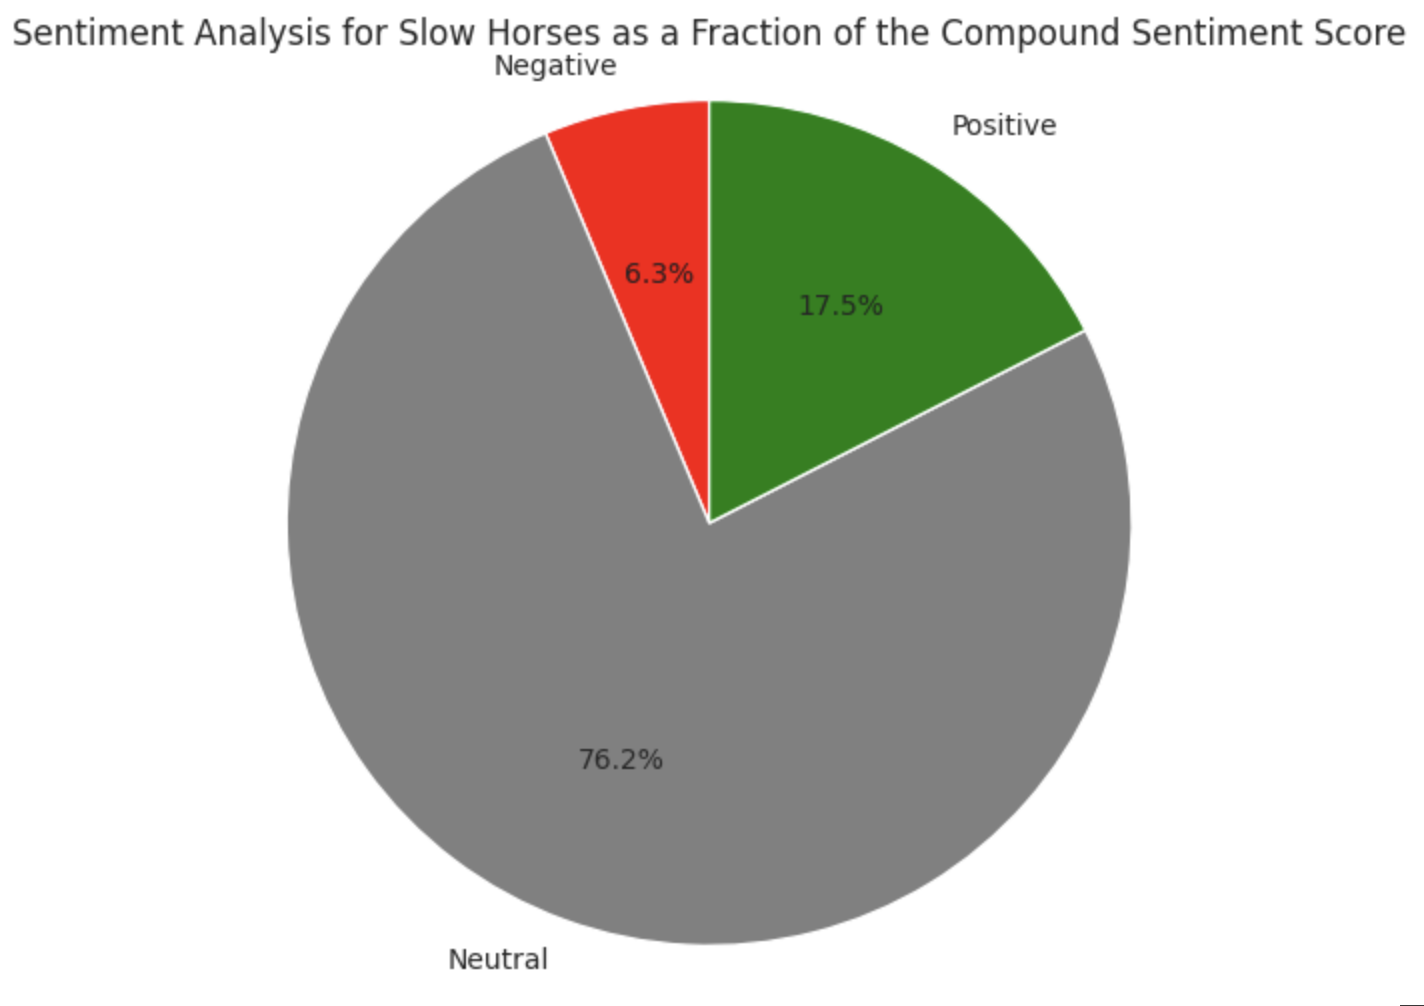 Sentiment Analysis for Slow Horses as a Fraction of the Compound Sentiment Score
Negative
Positive
6.3%
17.5%
76.2%
Neutral